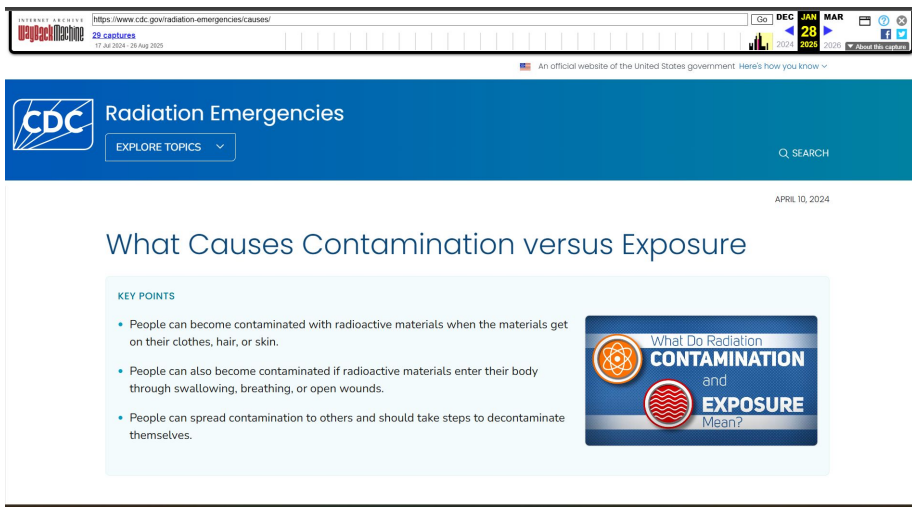 INTERNET ARCHIVE
WayBackMachine
https://www.cdc.gov/radiation-emergencies/causes/
Go
DEC JAN MAR
29 captures
28
17 Jul 2024 - 26 Aug 2025
2024 2025 2026
About this capture
An official website of the United States government Here's how you know
CDC
Radiation Emergencies
EXPLORE TOPICS
SEARCH
APRIL 10, 2024
What Causes Contamination versus Exposure
KEY POINTS
• People can become contaminated with radioactive materials when the materials get
on their clothes, hair, or skin.
• People can also become contaminated if radioactive materials enter their body
through swallowing, breathing, or open wounds.
• People can spread contamination to others and should take steps to decontaminate
themselves.
What Do Radiation
CONTAMINATION
and
EXPOSURE
Mean?